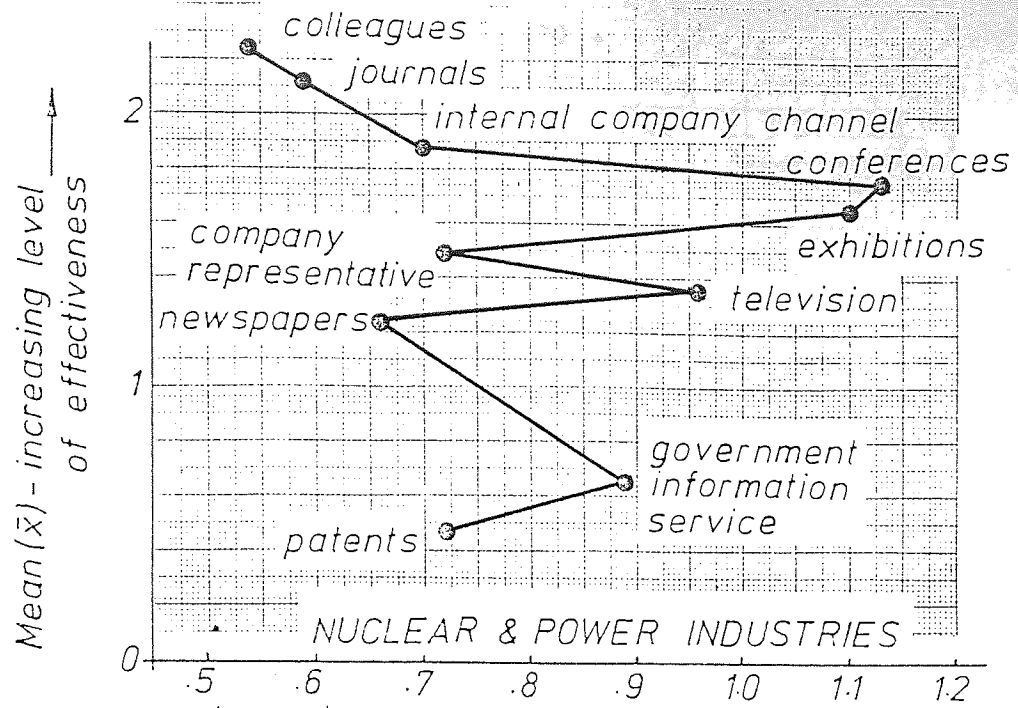 colleagues
journals
2
internal company channel
conferences
exhibitions
company
representative
television
newspapers
1
government
information
service
patents
NUCLEAR & POWER INDUSTRIES
0
.5 .6 .7 .8 .9 1.0 1.1 1.2
Mean (x̄) - increasing level
of effectiveness